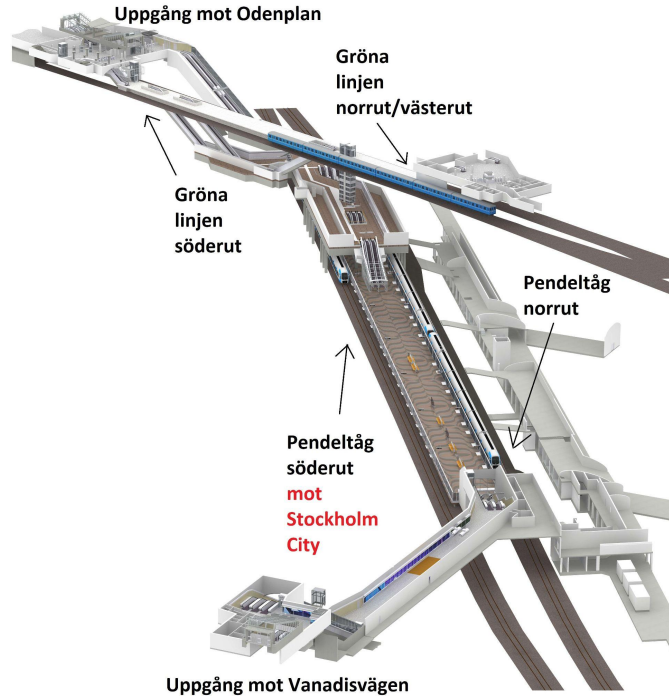 Uppgång mot Odenplan
Gröna
linjen
norrut/västerut
Gröna
linjen
söderut
Pendeltåg
norrut
Pendeltåg
söderut
mot
Stockholm
City
Uppgång mot Vanadisvägen